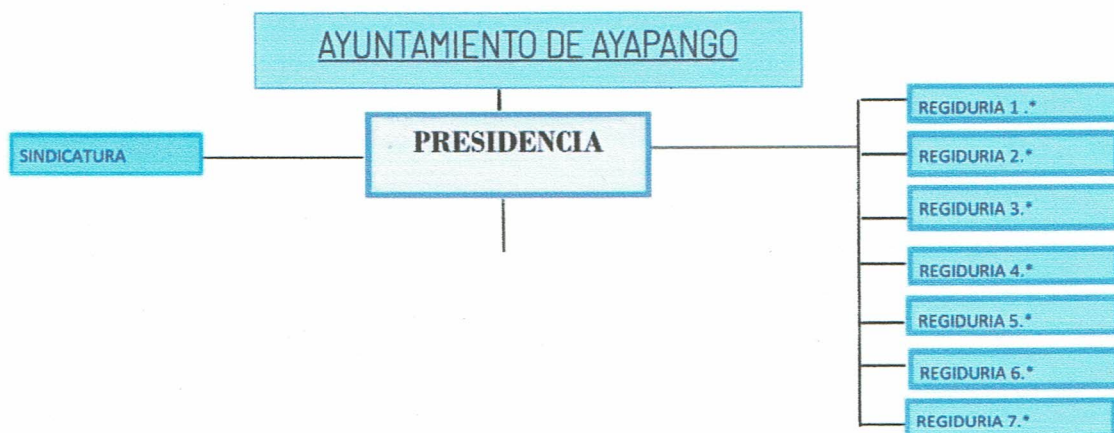 AYUNTAMIENTO DE AYAPANGO
PRESIDENCIA
SINDICATURA
REGIDURIA 1 .*
REGIDURIA 2.*
REGIDURIA 3.*
REGIDURIA 4.*
REGIDURIA 5.*
REGIDURIA 6.*
REGIDURIA 7.*